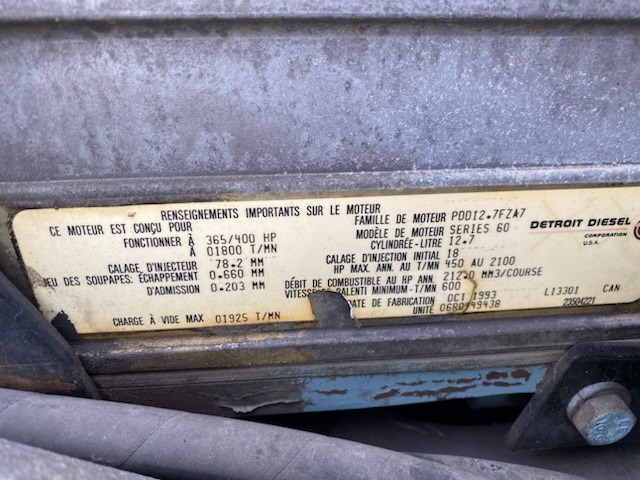 RENSEIGNEMENTS IMPORTANTS SUR LE MOTEUR
CE MOTEUR EST CONÇU POUR
FONCTIONNER À 365/400 HP
À 01800 T/MN
CALAGE D'INJECTEUR 78.2 MM
JEU DES SOUPAPES: ÉCHAPPEMENT 0.660 MM
D'ADMISSION 0.203 MM
CHARGE À VIDE MAX 01925 T/MN
FAMILLE DE MOTEUR PDD12.7FZA7
MODÈLE DE MOTEUR SERIES 60
CYLINDRÉE-LITRE 12.7
CALAGE D'INJECTION INITIAL 18
HP MAX. ANN. AU T/MN 450 AU 2100
DÉBIT DE COMBUSTIBLE AU HP ANN. MM3/COURSE
VITESSE RALENTI MINIMUM-T/MN 600
DATE DE FABRICATION OCT 1993
UNITÉ 06R0149438
DETROIT DIESEL
CORPORATION
U.S.A.
L13301 CAN
23504221